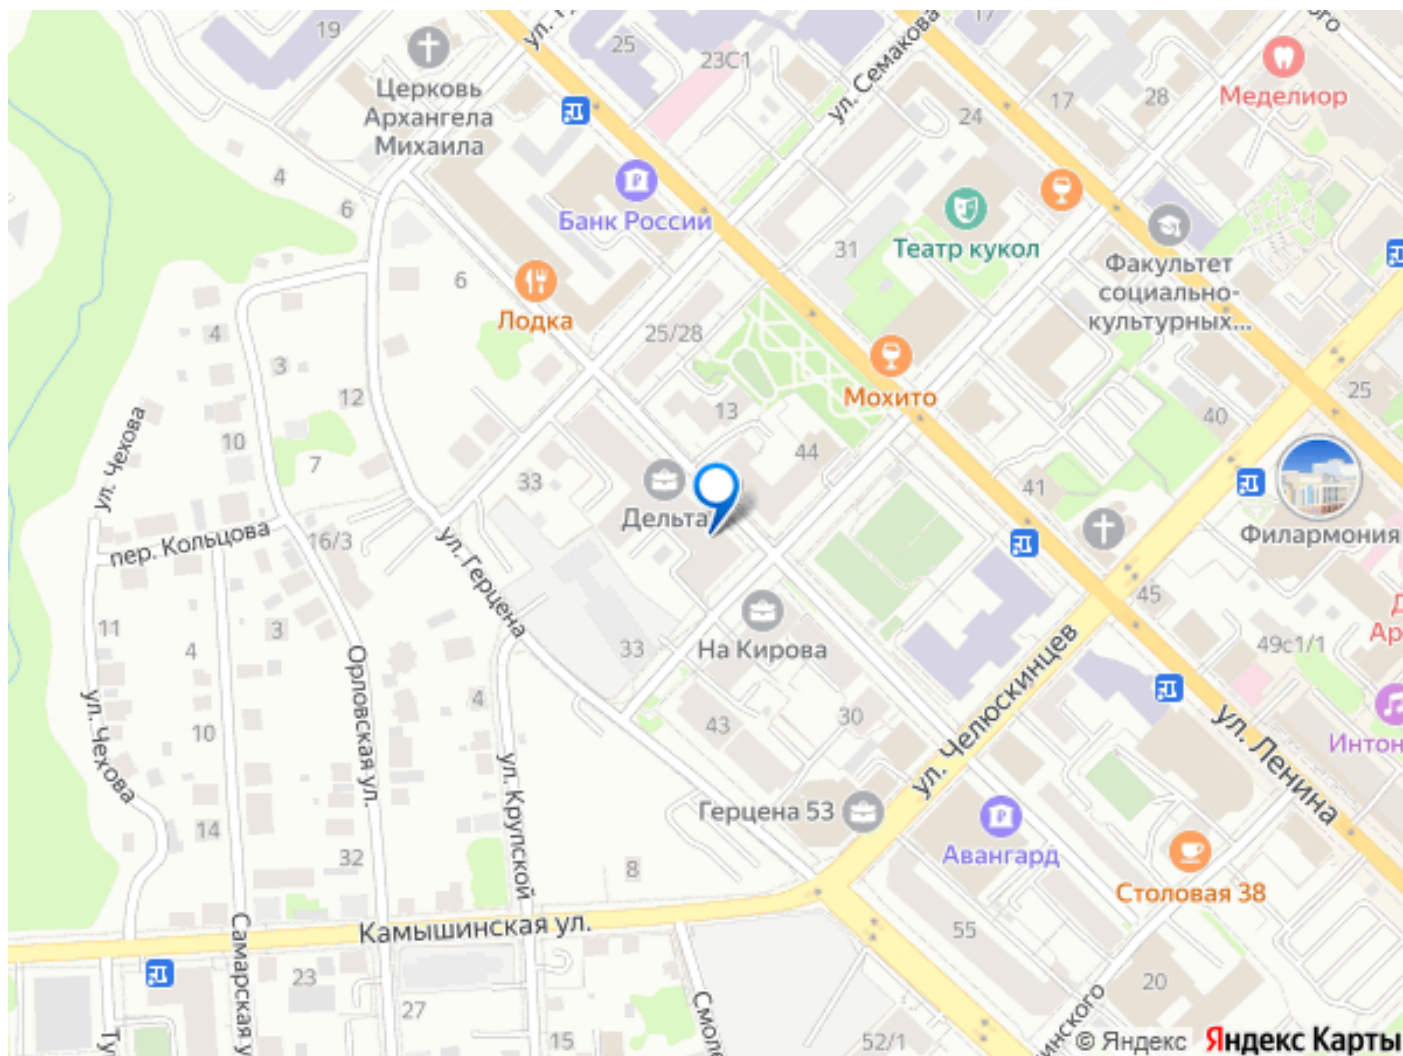 19
Церковь
Архангела
Михаила
25
23С1
ул. Семакова
17
24
17
28
Меделиор
4
6
Банк России
31
Театр кукол
Факультет
социально-
культурных...
6
Лодка
25/28
4
3
12
13
Мохито
25
40
ул. Чехова
10
7
33
44
41
Дельта
Филармония
пер. Кольцова
16/3
ул. Герцена
45
11
3
4
33
На Кирова
49с1/1
Орловская ул.
4
43
30
ул. Челюскинцев
ул. Ленина
10
ул. Чехова
ул. Крупской
Герцена 53
14
32
8
Авангард
Столовая 38
Камышинская ул.
55
Самарская у
23
27
15
52/1
20
© Яндекс Яндекс Карты